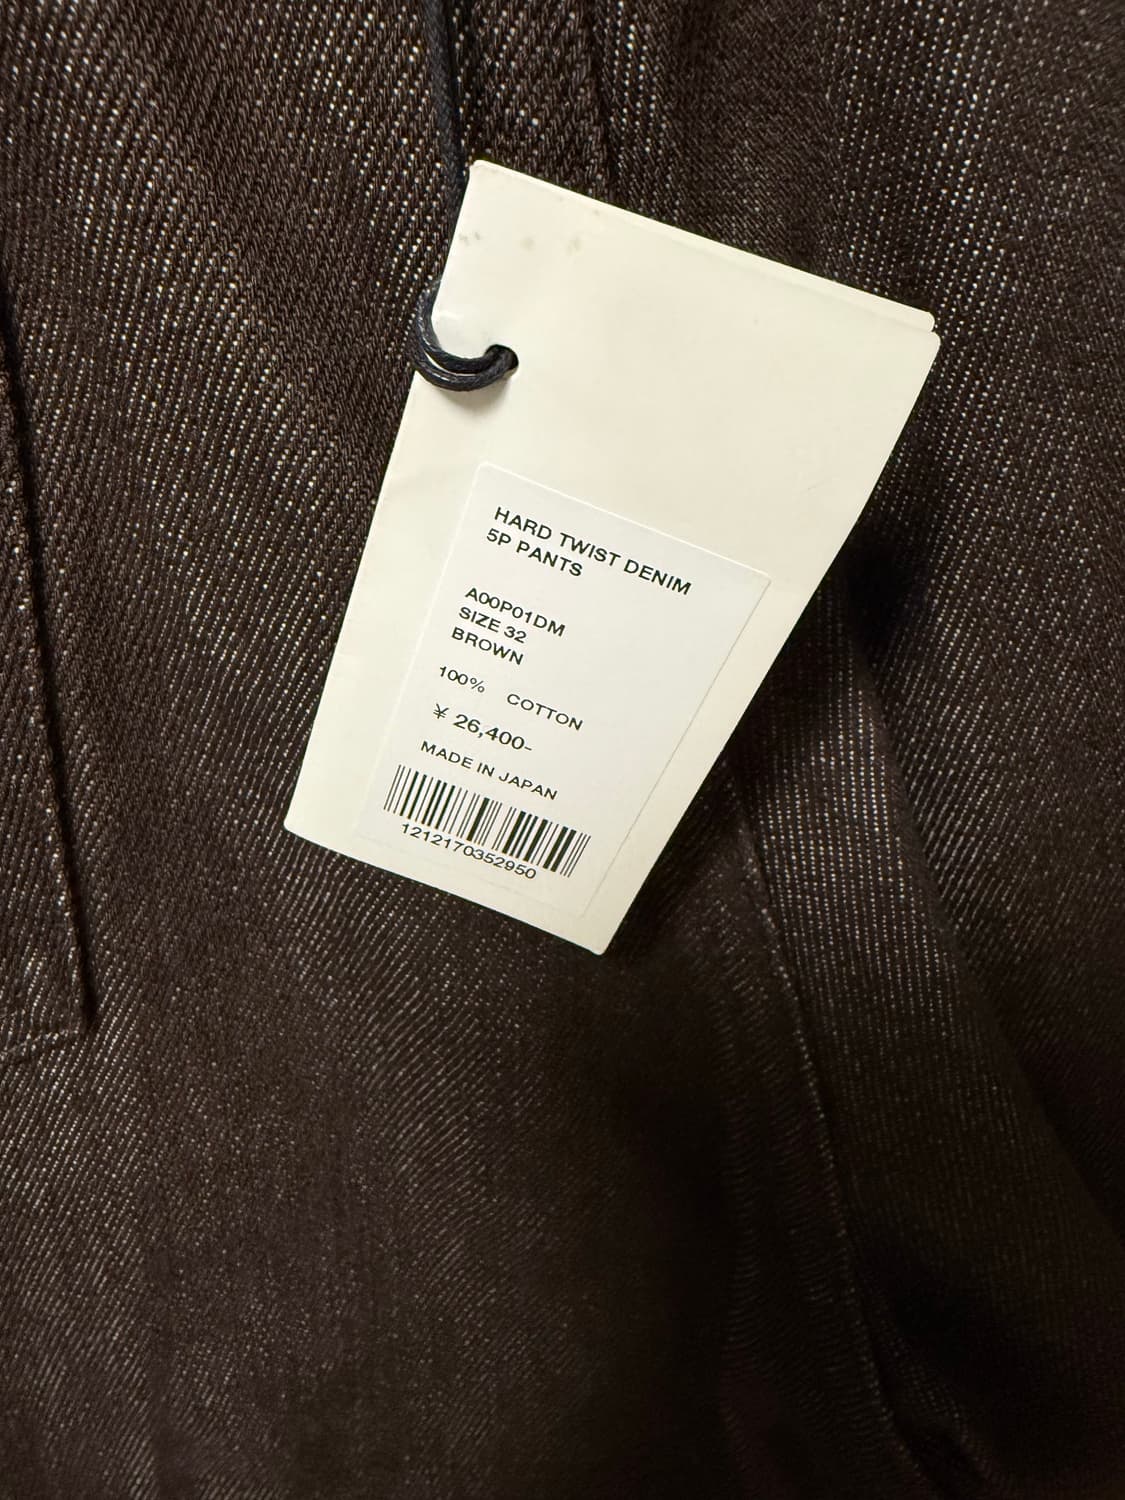 HARD TWIST DENIM
5P PANTS
A00P01DM
SIZE 32
BROWN
100% COTTON
¥ 26,400-
MADE IN JAPAN
1212170352950